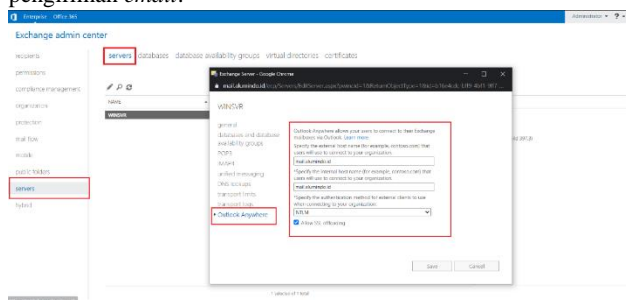 pengiriman email.
Enterprise Office 365
Administrator ?
Exchange admin center
recipients
servers databases database availability groups virtual directories certificates
permissions
compliance management
organization
protection
mail flow
mobile
public folders
servers
hybrid
NAME
WINSVR
Exchange Server - Google Chrome
WINSVR
general
databases and database
availability groups
POP3
IMAP4
unified messaging
DNS lookups
transport limits
transport logs
Outlook Anywhere
Outlook Anywhere allows your users to connect to their Exchange
mailboxes via Outlook. Learn more
Specify the external host name (for example, contoso.com) that
users will use to connect to your organization.
*Specify the internal host name (for example, contoso.com) that
users will use to connect to your organization.
*Specify the authentication method for external clients to use
when connecting to your organization:
NTLM
Allow SSL offloading
Save Cancel
1 selected of 1 total